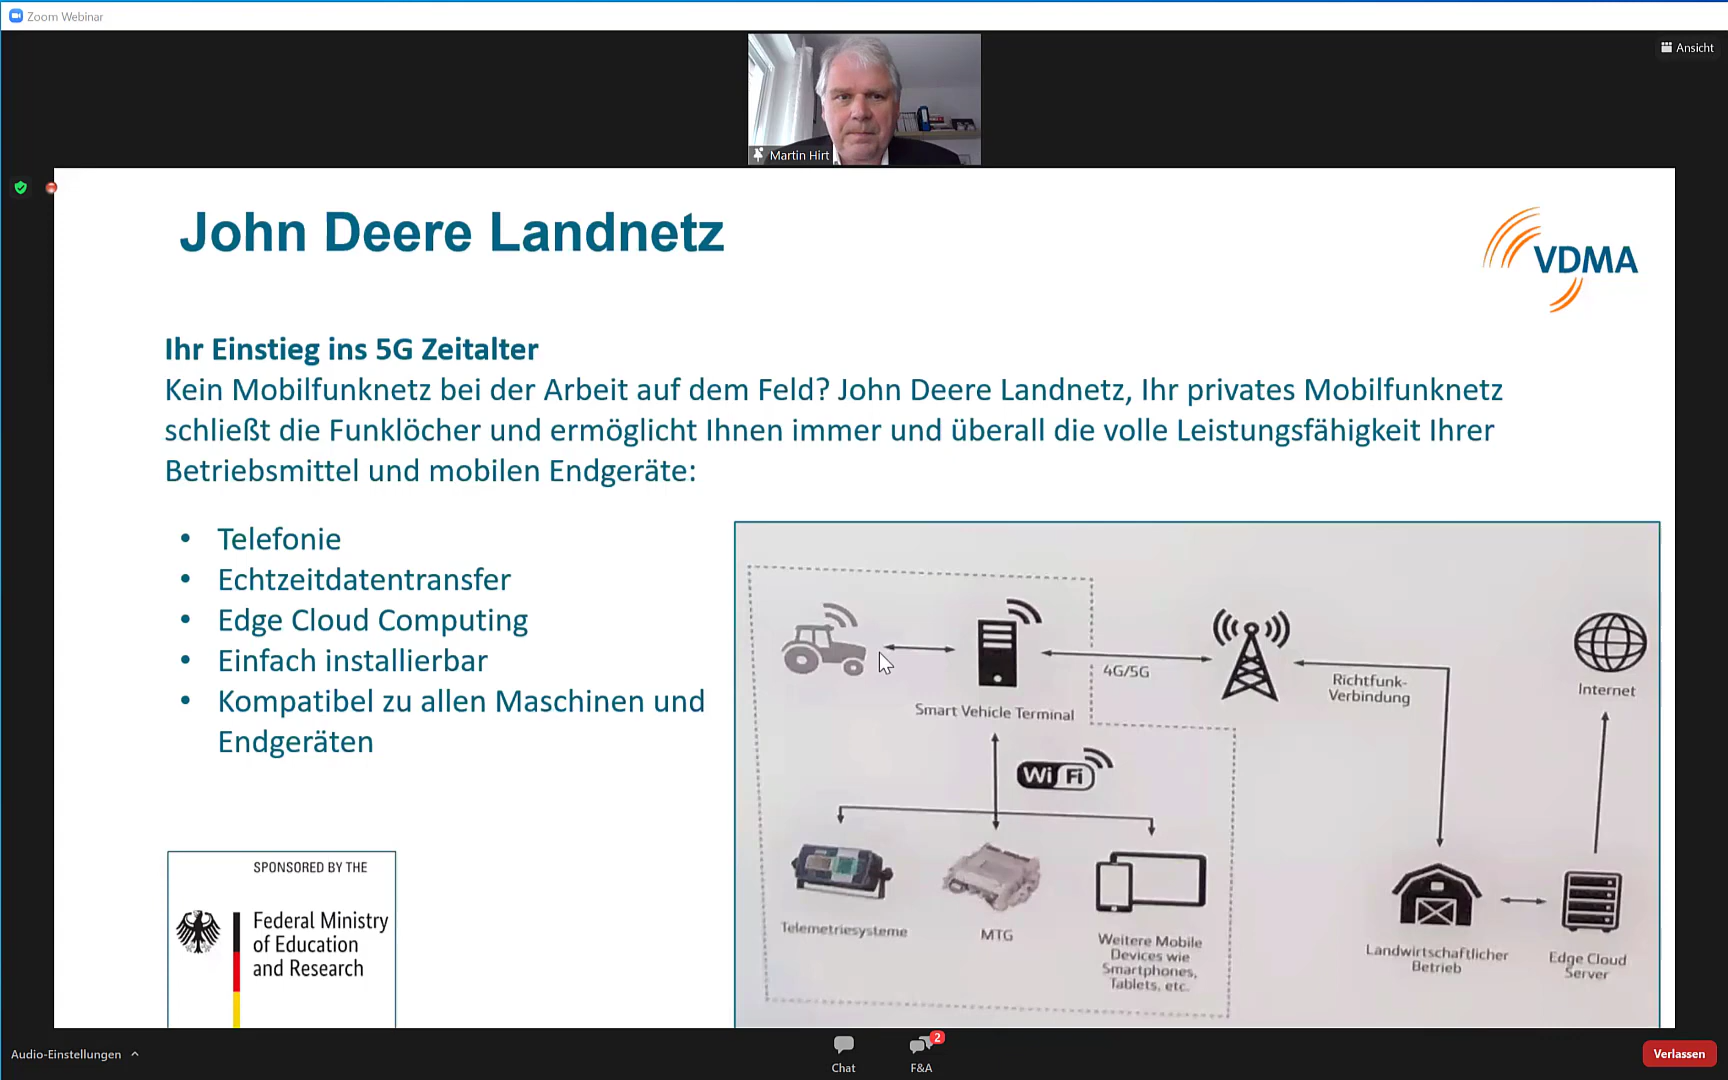 Zoom Webinar
Ansicht
Martin Hirt
John Deere Landnetz
VDMA
Ihr Einstieg ins 5G Zeitalter
Kein Mobilfunknetz bei der Arbeit auf dem Feld? John Deere Landnetz, Ihr privates Mobilfunknetz
schließt die Funklöcher und ermöglicht Ihnen immer und überall die volle Leistungsfähigkeit Ihrer
Betriebsmittel und mobilen Endgeräte:
• Telefonie
• Echtzeitdatentransfer
• Edge Cloud Computing
• Einfach installierbar
• Kompatibel zu allen Maschinen und
Endgeräten
Smart Vehicle Terminal
4G/5G
Richtfunk-
Verbindung
Internet
Wi Fi
Telemetriesysteme
MTG
Weitere Mobile
Devices wie
Smartphones,
Tablets, etc.
Landwirtschaftlicher
Betrieb
Edge Cloud
Server
SPONSORED BY THE
Federal Ministry
of Education
and Research
Audio-Einstellungen
Chat
2
F&A
Verlassen